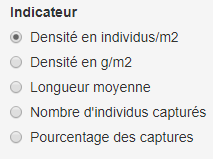 Indicateur
Densité en individus/m2
Densité en g/m2
Longueur moyenne
Nombre d'individus capturés
Pourcentage des captures